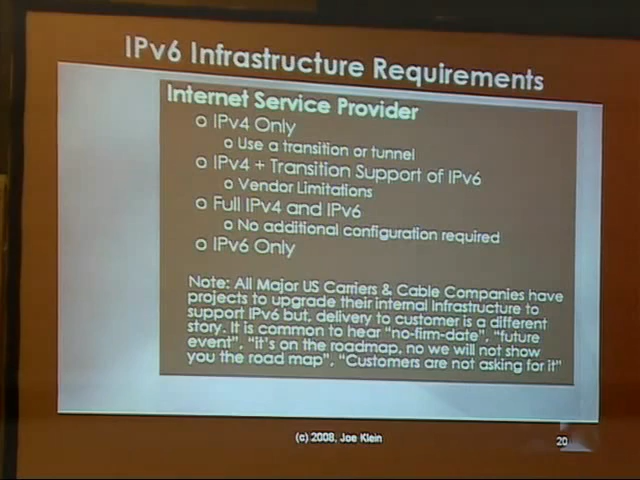 IPv6 Infrastructure Requirements
Internet Service Provider
o IPv4 Only
o Use a transition or tunnel
o IPv4 + Transition Support of IPv6
o Vendor Limitations
o Full IPv4 and IPv6
o No additional configuration required
o IPv6 Only
Note: All Major US Carriers & Cable Companies have
projects to upgrade their internal Infrastructure to
support IPv6 but, delivery to customer is a different
story. It is common to hear "no-firm-date", "future
event", "it's on the roadmap, no we will not show
you the road map", "Customers are not asking for it"
(c) 2008, Joe Klein
20